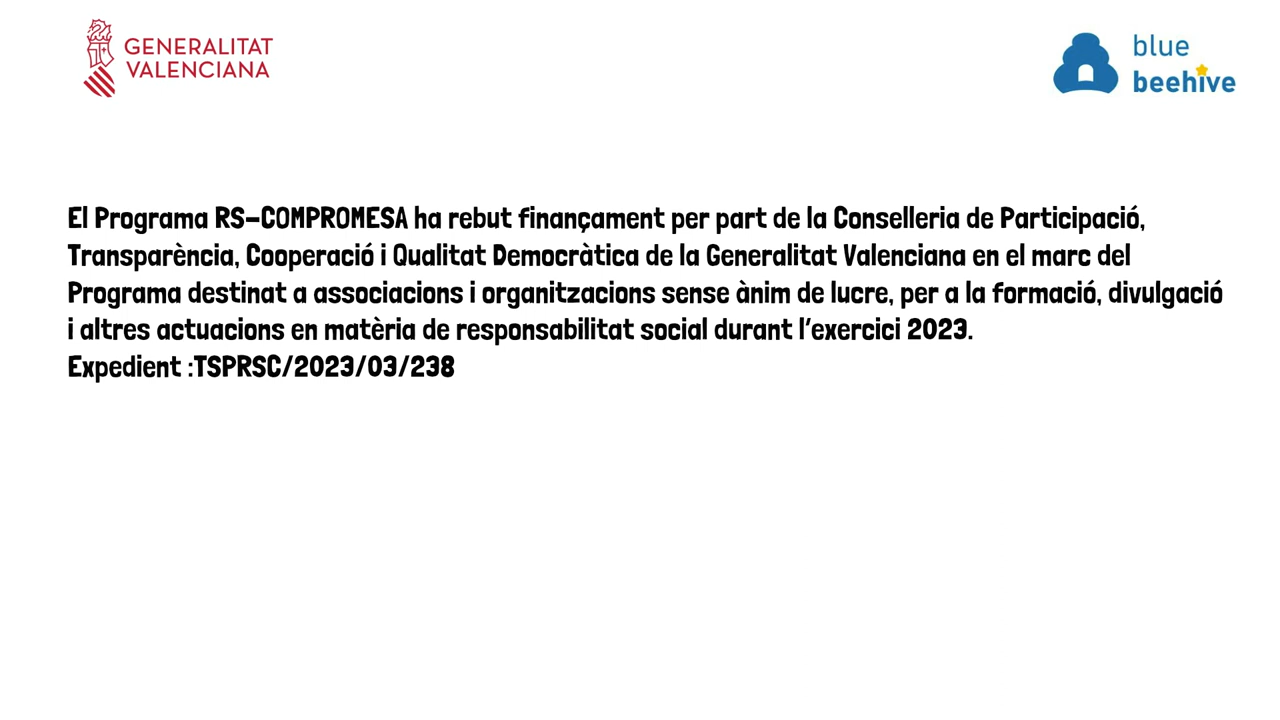 GENERALITAT
VALENCIANA
blue
beehive
El Programa RS-COMPROMESA ha rebut finançament per part de la Conselleria de Participació,
Transparència, Cooperació i Qualitat Democràtica de la Generalitat Valenciana en el marc del
Programa destinat a associacions i organitzacions sense ànim de lucre, per a la formació, divulgació
i altres actuacions en matèria de responsabilitat social durant l'exercici 2023.
Expedient :TSPRSC/2023/03/238